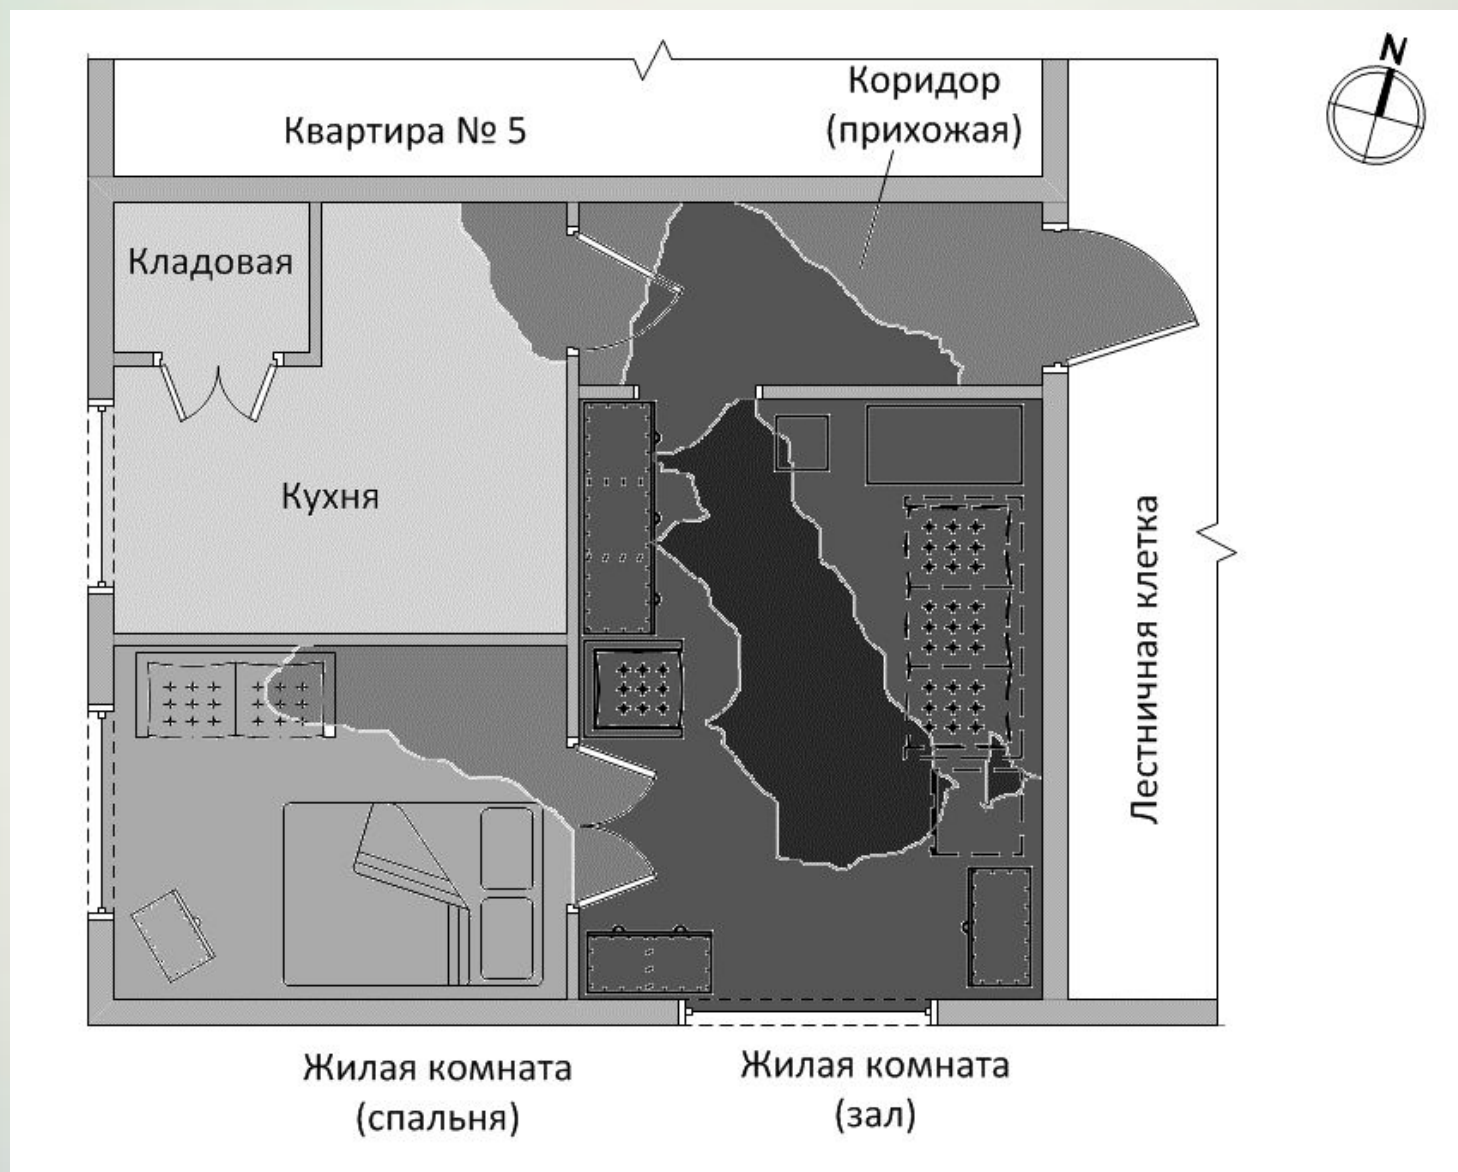 N
Коридор
(прихожая)
Квартира № 5
Кладовая
Кухня
Лестничная клетка
Жилая комната
(спальня)
Жилая комната
(зал)